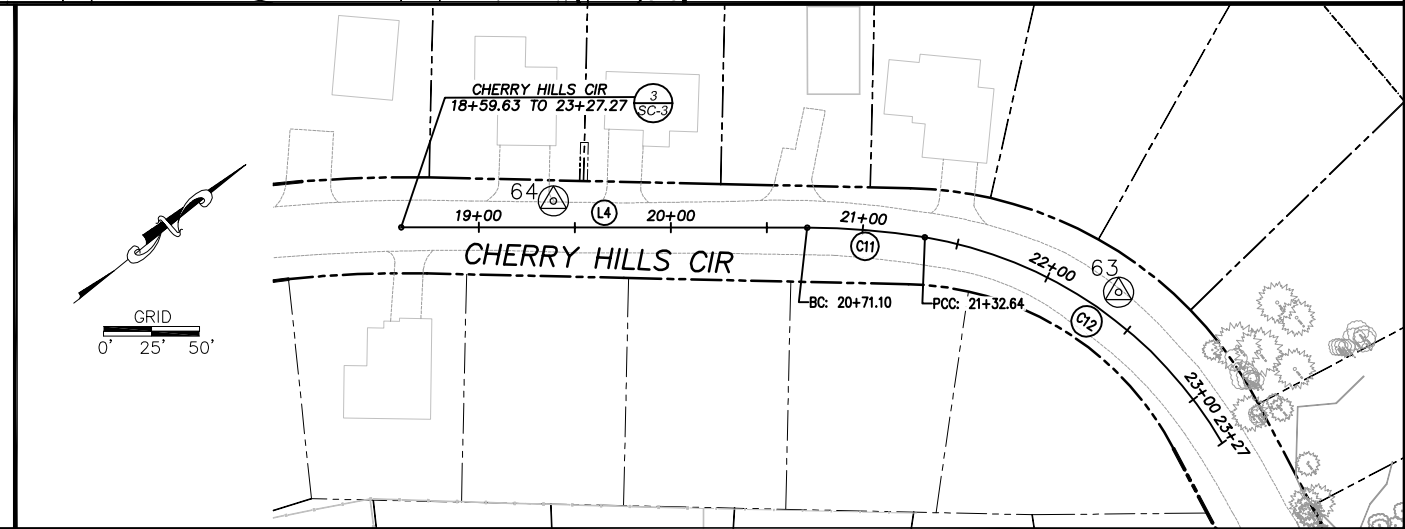 CHERRY HILLS CIR
18+59.63 TO 23+27.27
3
SC-3
64
L4
19+00
20+00
21+00
C11
CHERRY HILLS CIR
22+00
63
BC: 20+71.10
PCC: 21+32.64
C12
GRID
0' 25' 50'
23+00
23+27